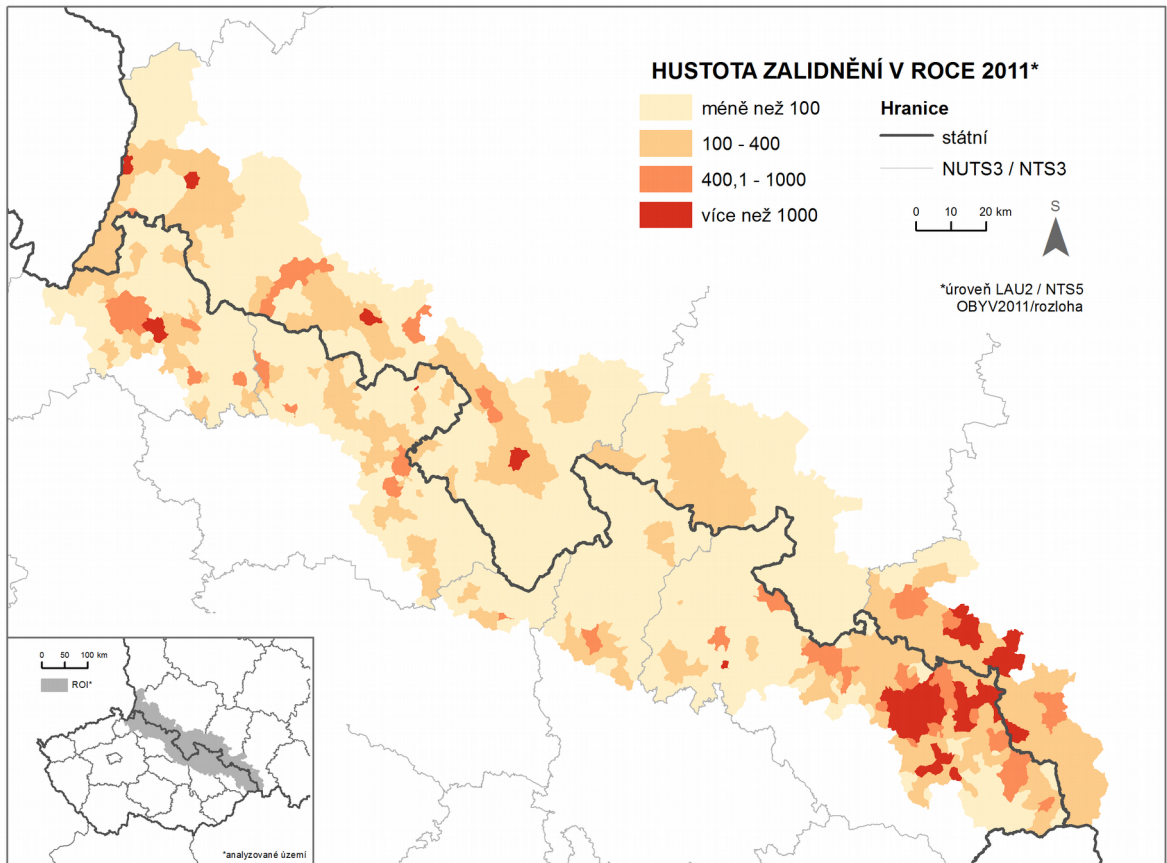 HUSTOTA ZALIDNĚNÍ V ROCE 2011*
méně než 100
100 - 400
400,1 - 1000
více než 1000
Hranice
státní
NUTS3 / NTS3
0 10 20 km
S
*úroveň LAU2 / NTS5
OBYV2011/rozloha
0 50 100 km
ROI*
*analyzované území